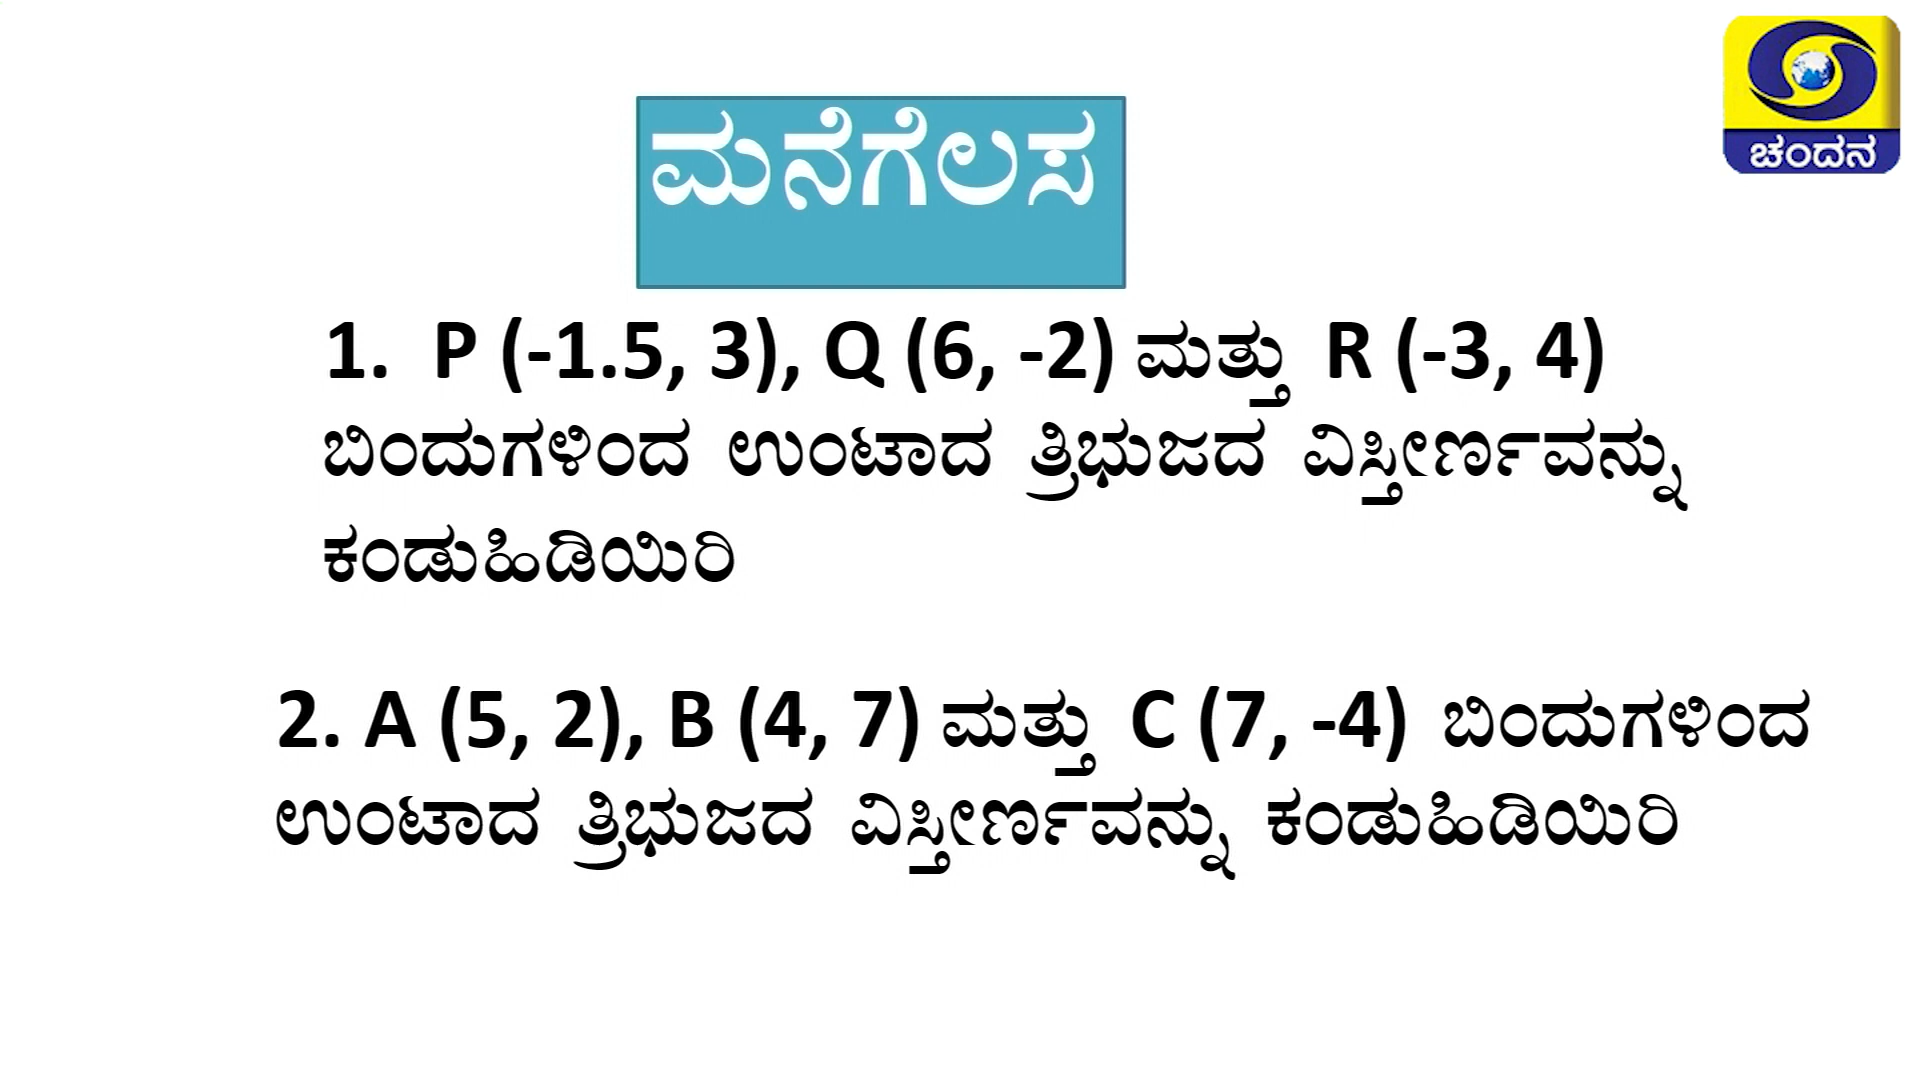 ಚಂದನ
ಮನೆಗೆಲಸ
1. P (-1.5, 3), Q (6, -2) ಮತ್ತು R (-3, 4)
ಬಿಂದುಗಳಿಂದ ಉಂಟಾದ ತ್ರಿಭುಜದ ವಿಸ್ತೀರ್ಣವನ್ನು
ಕಂಡುಹಿಡಿಯಿರಿ
2. A (5, 2), B (4, 7) ಮತ್ತು C (7, -4) ಬಿಂದುಗಳಿಂದ
ಉಂಟಾದ ತ್ರಿಭುಜದ ವಿಸ್ತೀರ್ಣವನ್ನು ಕಂಡುಹಿಡಿಯಿರಿ